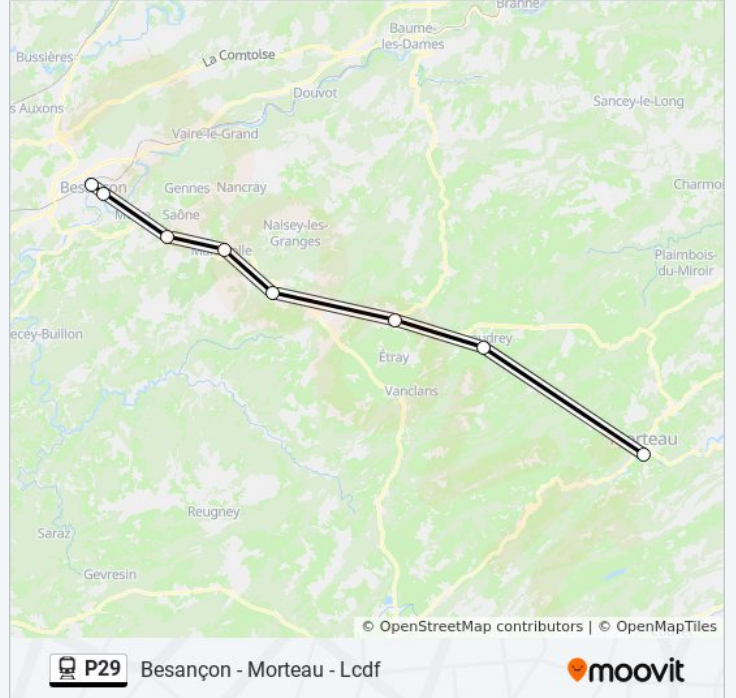 Branne
Baume-
les-Dames
Bussières
La Comtoise
Douvot
s Auxons
Sancey-le-Long
Vaire-le-Grand
Gennes
Nancray
Charmoi
Saône
Naisey-les-
Granges
Plaimbois-
du-Miroir
ecey-Buillon
Étray
Vanclans
Reugney
Saraz
Gevresin
© OpenStreetMap contributors | © OpenMapTiles
P29
Besançon - Morteau - Lcdf
moovit